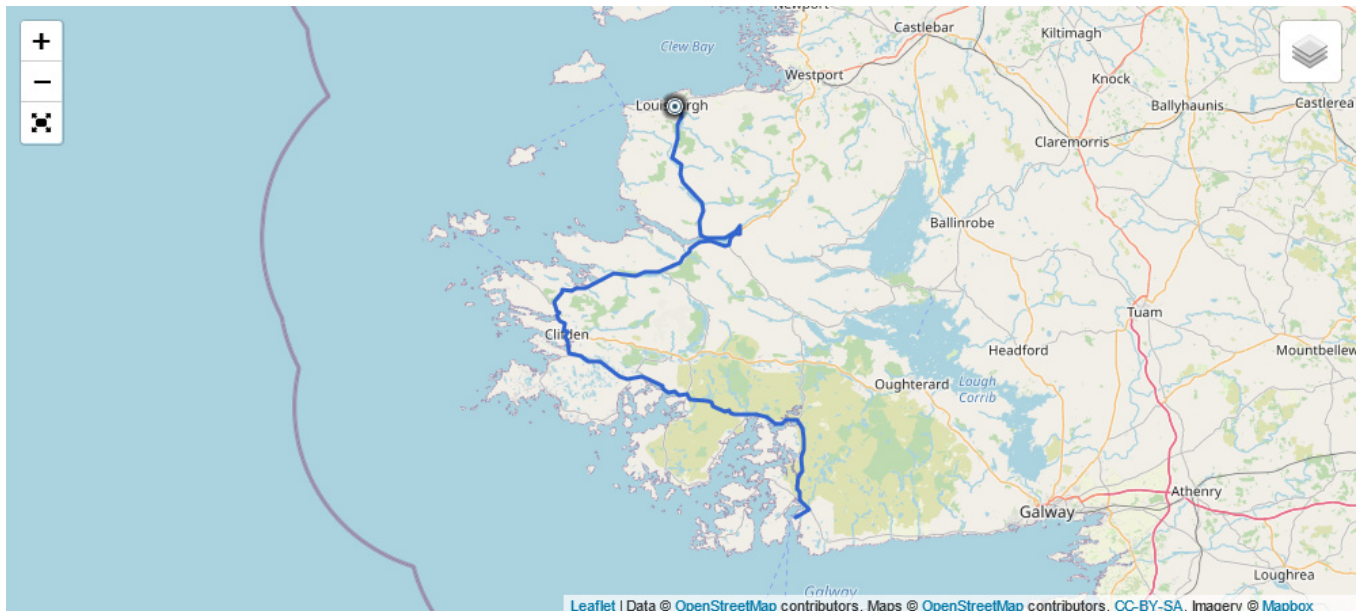 Newport
Castlebar
Kiltimagh
Clew Bay
Westport
Knock
Ballyhaunis
Castlerea
Claremorris
Ballinrobe
Tuam
Mountbellew
Headford
Oughterard
Lough
Corrib
Athenry
Galway
Loughrea
Galway
+
−
Leaflet | Data © OpenStreetMap contributors, Maps © OpenStreetMap contributors, CC-BY-SA, Imagery © Mapbox